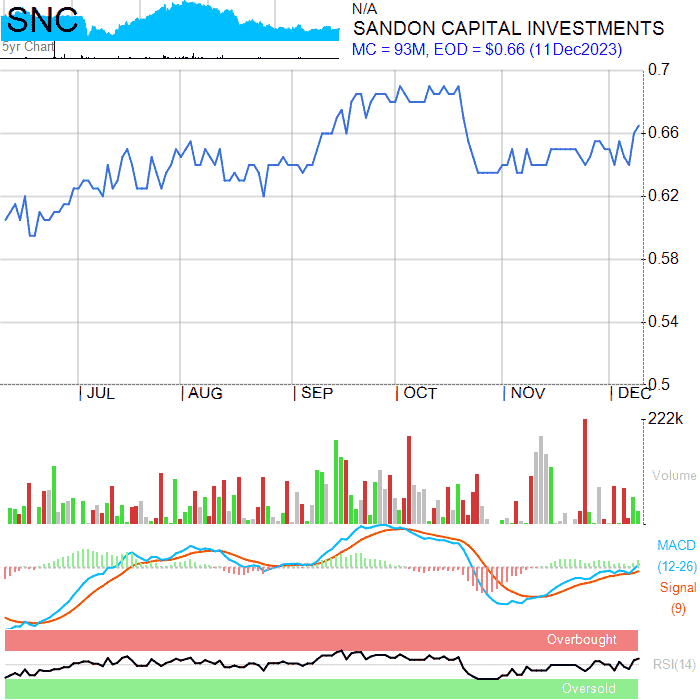 SNC
5yr Chart
N/A
SANDON CAPITAL INVESTMENTS
MC = 93M, EOD = $0.66 (11Dec2023)
0.7
0.66
0.62
0.58
0.54
0.5
JUL AUG SEP OCT NOV DEC
222k
Volume
MACD
(12-26)
Signal
(9)
Overbought
RSI(14)
Oversold